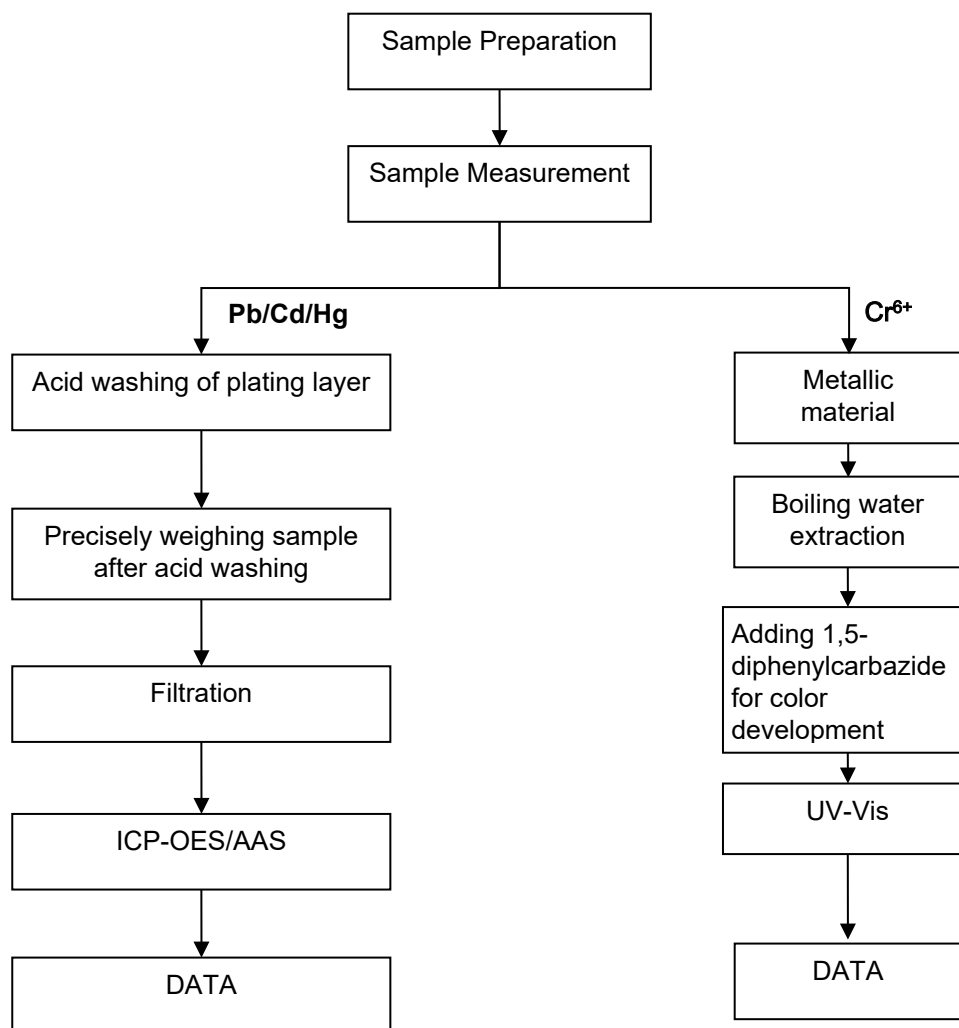 Sample Preparation
Sample Measurement
Pb/Cd/Hg
Acid washing of plating layer
Precisely weighing sample
after acid washing
Filtration
ICP-OES/AAS
DATA
Cr⁶⁺
Metallic
material
Boiling water
extraction
Adding 1,5-
diphenylcarbazide
for color
development
UV-Vis
DATA